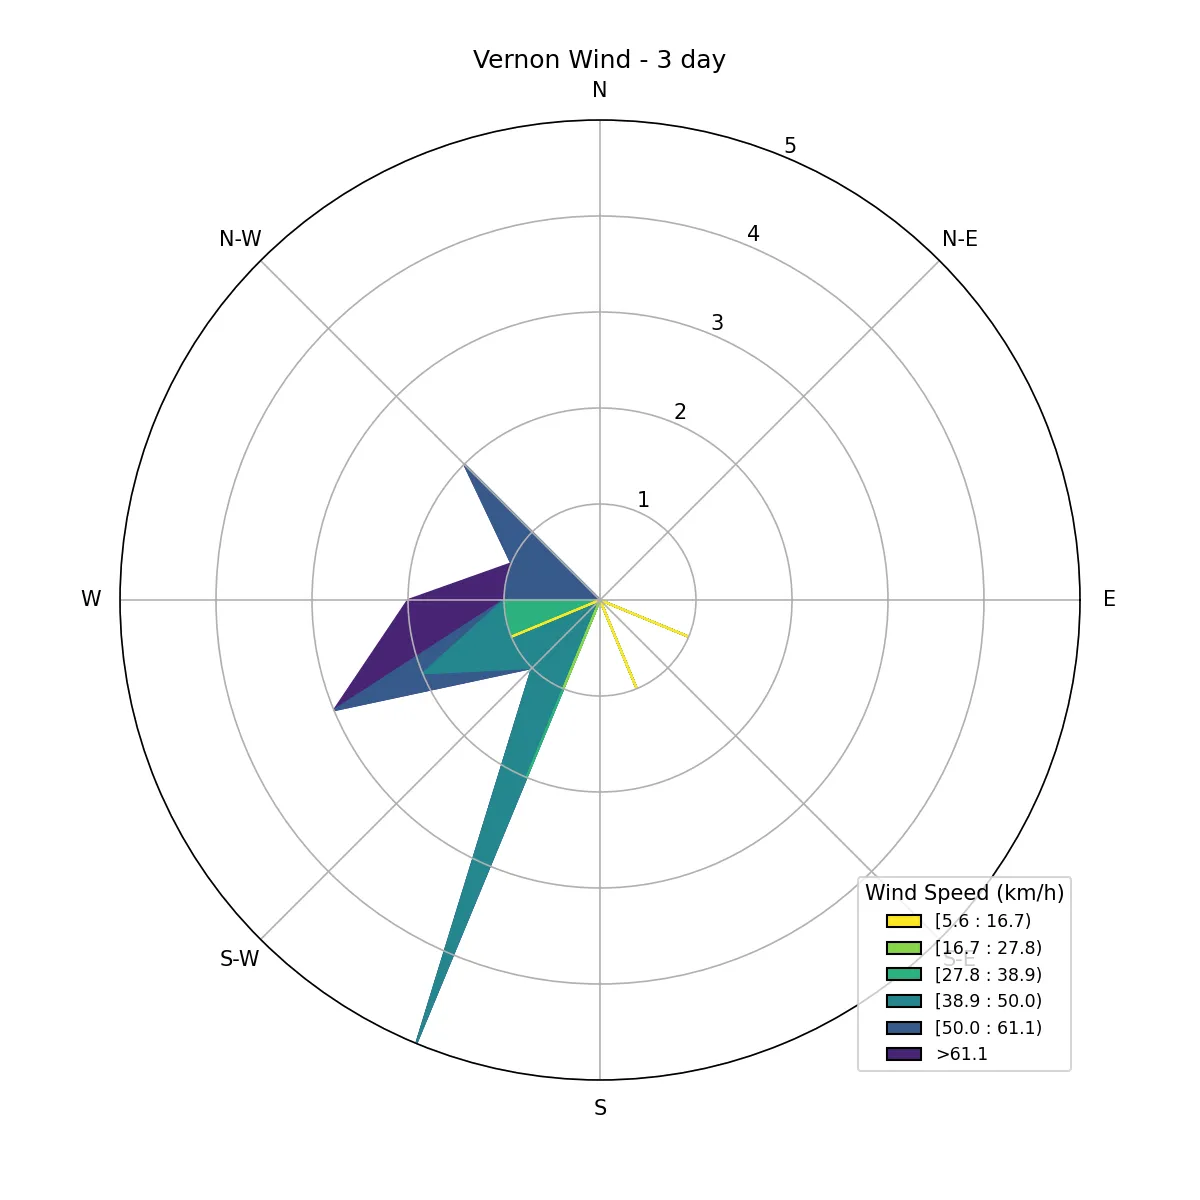 Vernon Wind - 3 day
N
5
N-W
N-E
4
3
2
1
W
E
Wind Speed (km/h)
[5.6 : 16.7)
[16.7 : 27.8)
S-W
S-E
[27.8 : 38.9)
[38.9 : 50.0)
[50.0 : 61.1)
>61.1
S